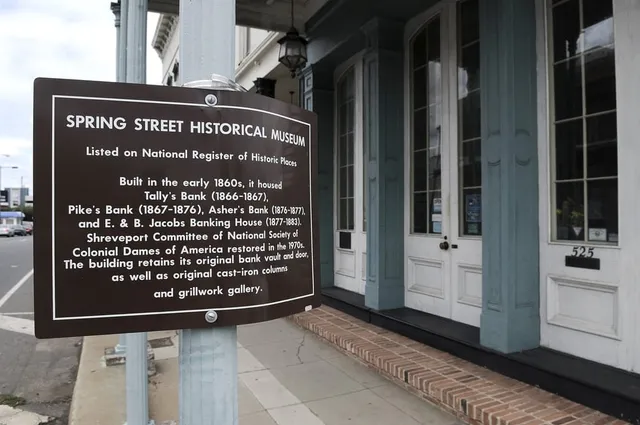 SPRING STREET HISTORICAL MUSEUM
Listed on National Register of Historic Places
Built in the early 1860s, it housed
Tally's Bank (1866-1867),
Pike's Bank (1867-1876), Asher's Bank (1876-1877),
and E. & B. Jacobs Banking House (1877-1883).
Shreveport Committee of National Society of
Colonial Dames of America restored in the 1970s.
The building retains its original bank vault and door,
as well as original cast-iron columns
and grillwork gallery.
525